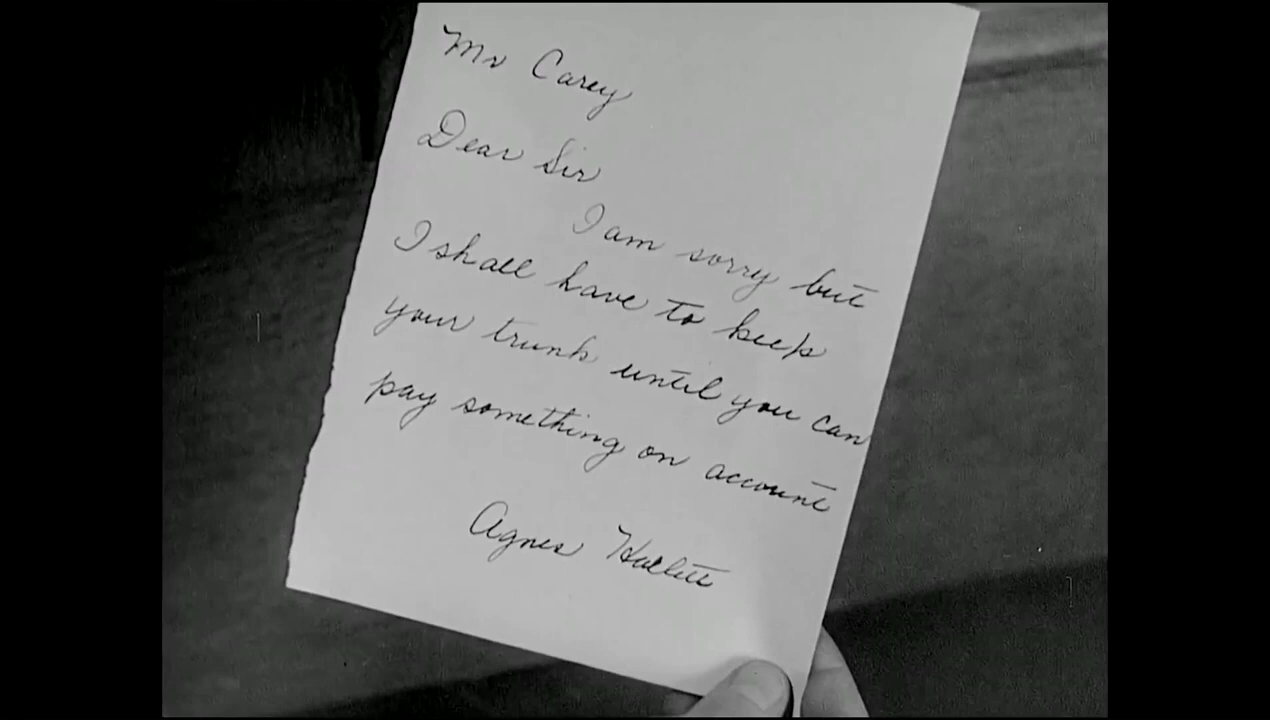 Mr Carey
Dear Sir
I am sorry but
I shall have to keep
your trunk until you can
pay something on account
Agnes Hallett